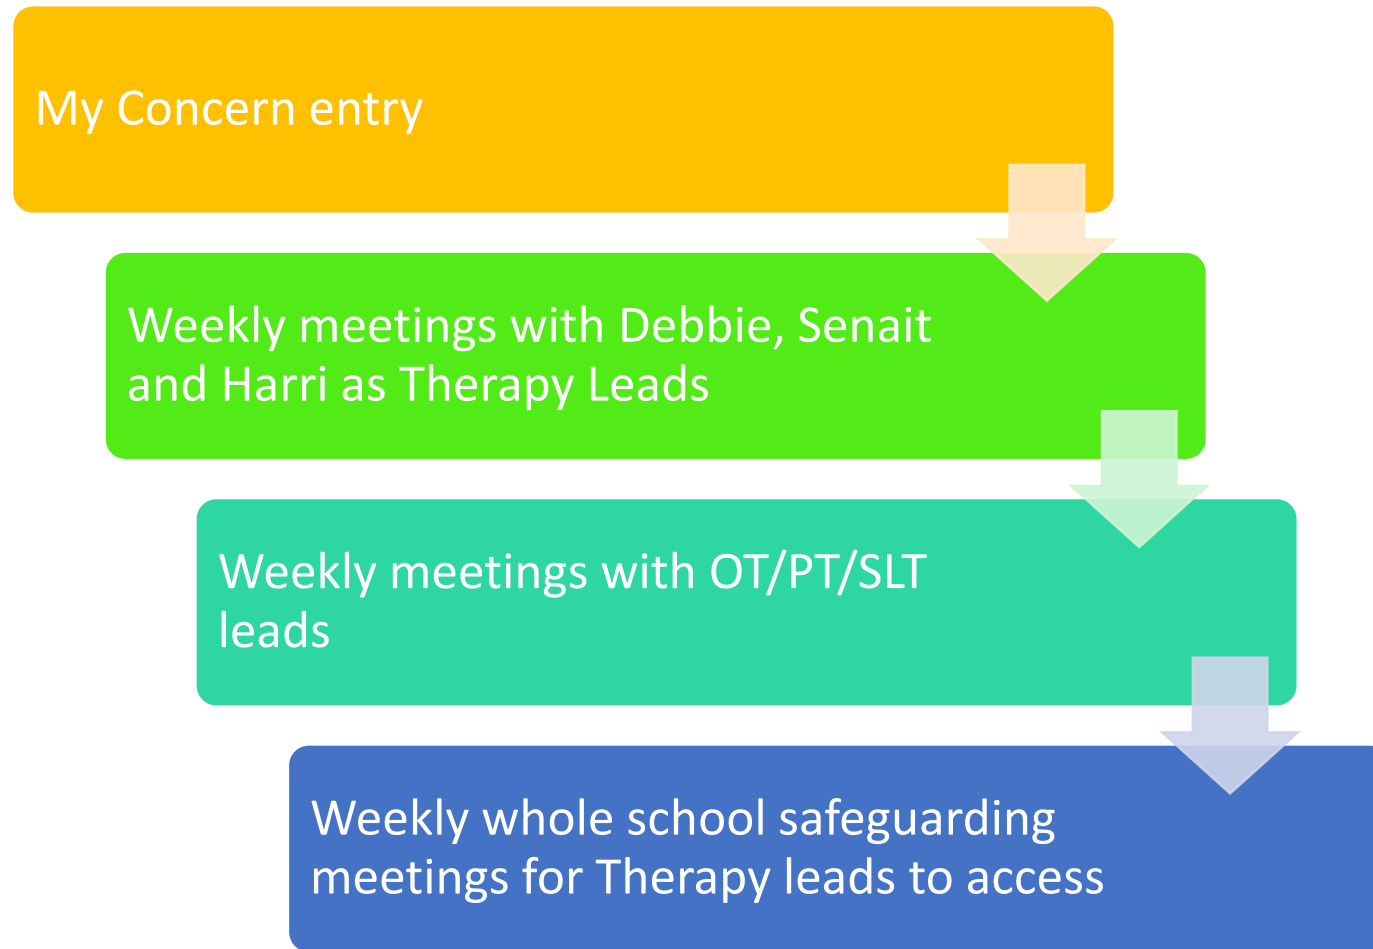 My Concern entry
Weekly meetings with Debbie, Senait
and Harri as Therapy Leads
Weekly meetings with OT/PT/SLT
leads
Weekly whole school safeguarding
meetings for Therapy leads to access